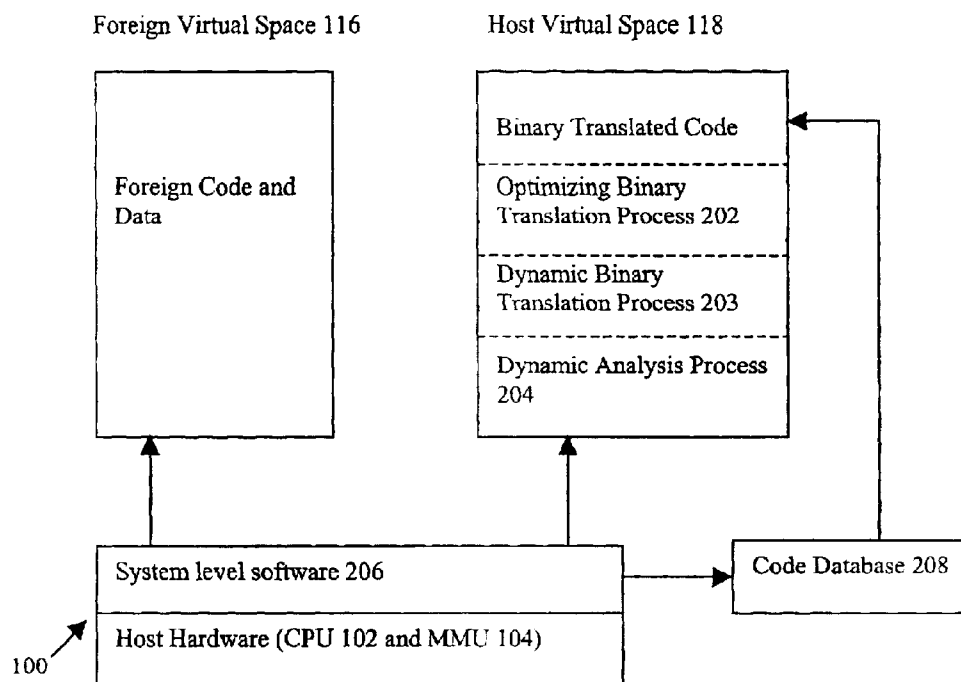 Foreign Virtual Space 116
Host Virtual Space 118
Foreign Code and
Data
Binary Translated Code
Optimizing Binary
Translation Process 202
Dynamic Binary
Translation Process 203
Dynamic Analysis Process
204
System level software 206
Host Hardware (CPU 102 and MMU 104)
Code Database 208
100